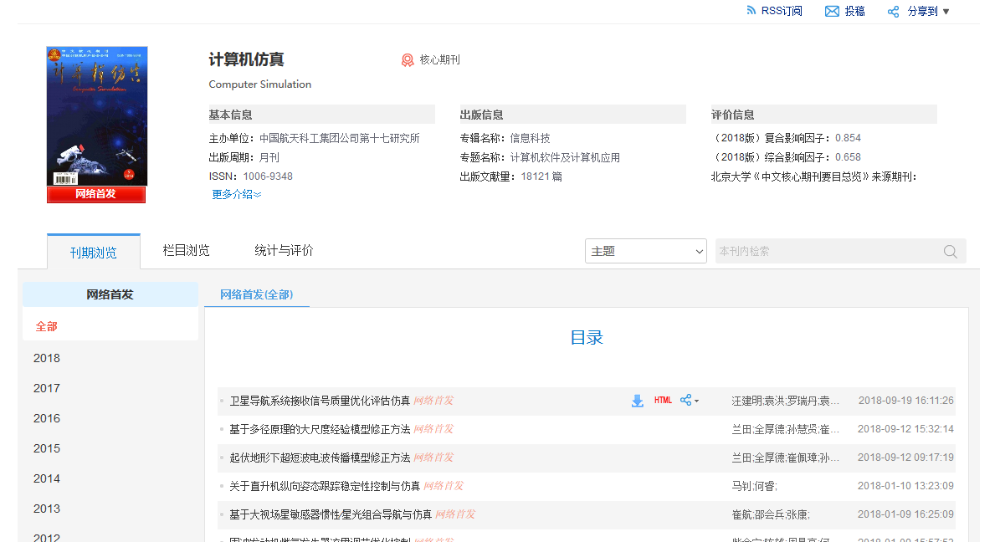 RSS订阅 投稿 分享到 ▼
计算机仿真
核心期刊
Computer Simulation
计算机仿真
Computer Simulation
网络首发
基本信息
主办单位：中国航天科工集团公司第十七研究所
出版周期：月刊
ISSN：1006-9348
更多介绍
出版信息
专辑名称：信息科技
专题名称：计算机软件及计算机应用
出版文献量：18121 篇
评价信息
（2018版）复合影响因子：0.854
（2018版）综合影响因子：0.658
北京大学《中文核心期刊要目总览》来源期刊：
刊期浏览 栏目浏览 统计与评价 主题 本刊内检索
网络首发
全部
2018
2017
2016
2015
2014
2013
2012
网络首发(全部)
目录
卫星导航系统接收信号质量优化评估仿真 网络首发 HTML 汪建明;袁洪;罗瑞丹;袁... 2018-09-19 16:11:26
基于多径原理的大尺度经验模型修正方法 网络首发 兰田;全厚德;孙慧贤;崔... 2018-09-12 15:32:14
起伏地形下超短波电波传播模型修正方法 网络首发 兰田;全厚德;崔佩璋;孙... 2018-09-12 09:17:19
关于直升机纵向姿态跟踪稳定性控制与仿真 网络首发 马钊;何睿; 2018-01-10 13:23:09
基于大视场星敏感器惯性/星光组合导航与仿真 网络首发 崔航;邵会兵;张康; 2018-01-09 16:25:09